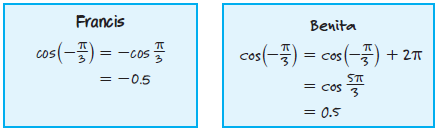 Francis
cos(-π/3) = -cos π/3
= -0.5
Benita
cos(-π/3) = cos(-π/3) + 2π
= cos 5π/3
= 0.5